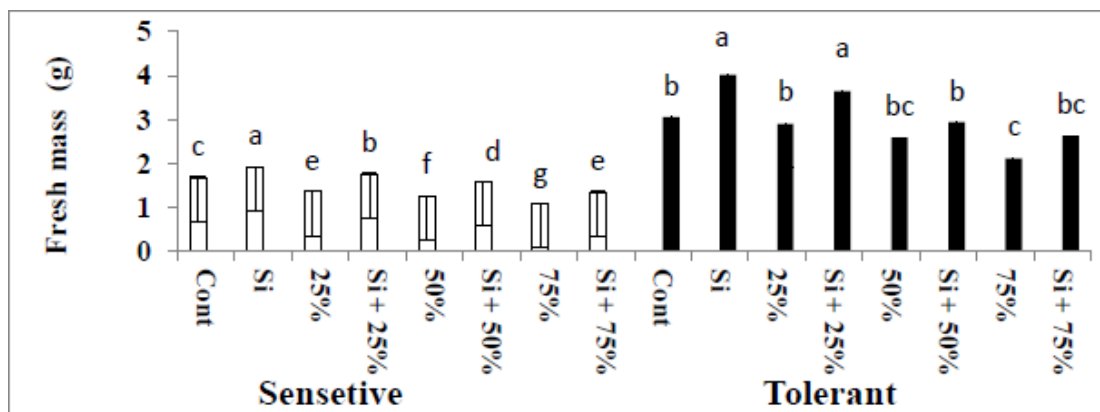 Fresh mass (g)
5
4
3
2
1
0
c a e b f d g e b a b a bc b c bc
Cont Si 25% Si + 25% 50% Si + 50% 75% Si + 75% Cont Si 25% Si + 25% 50% Si + 50% 75% Si + 75%
Sensetive Tolerant